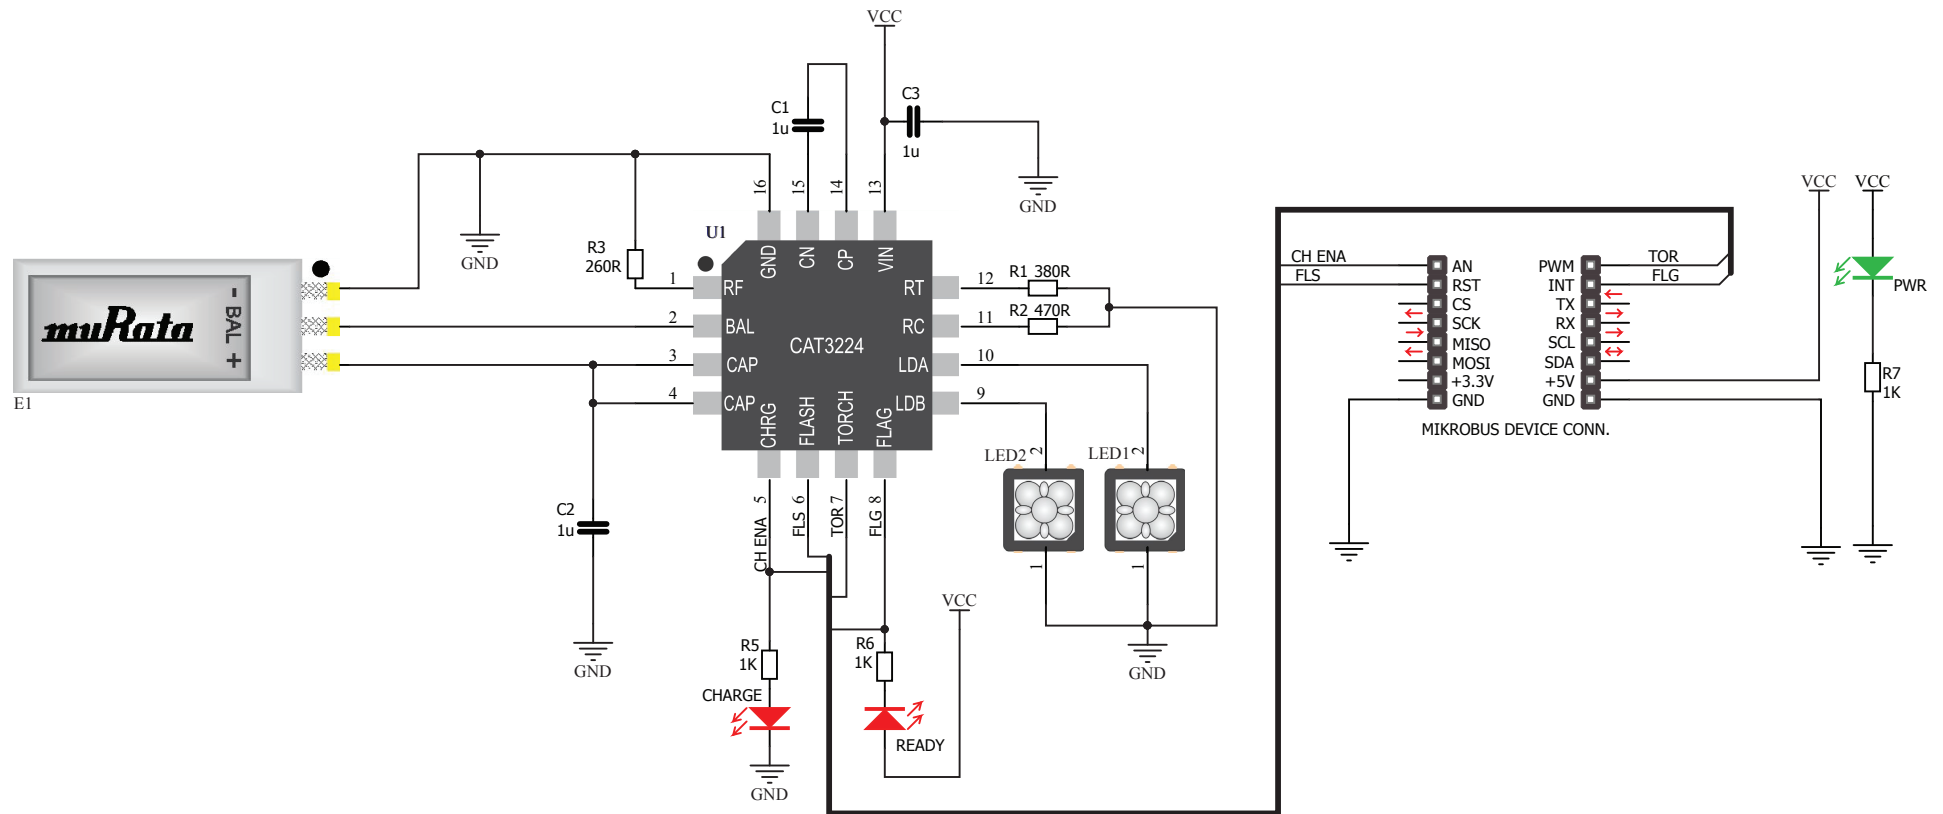 VCC
C1
1u
C3
1u
16
15
14
13
GND
GND
U1
R3
260R
GND
CN
CP
VIN
1
RF
RT
12
R1 380R
2
BAL
RC
11
R2 470R
CAT3224
3
CAP
LDA
10
4
CAP
LDB
9
CHRG
FLASH
TORCH
FLAG
muRata
- BAL +
E1
CH ENA 5
FLS 6
TOR 7
FLG 8
C2
1u
GND
LED2
2
LED1
2
1
1
GND
VCC
R5
1K
R6
1K
CHARGE
READY
GND
VCC
VCC
CH ENA
AN
PWM
TOR
FLS
RST
INT
FLG
CS
TX
SCK
RX
MISO
SCL
MOSI
SDA
+3.3V
+5V
GND
GND
MIKROBUS DEVICE CONN.
PWR
R7
1K